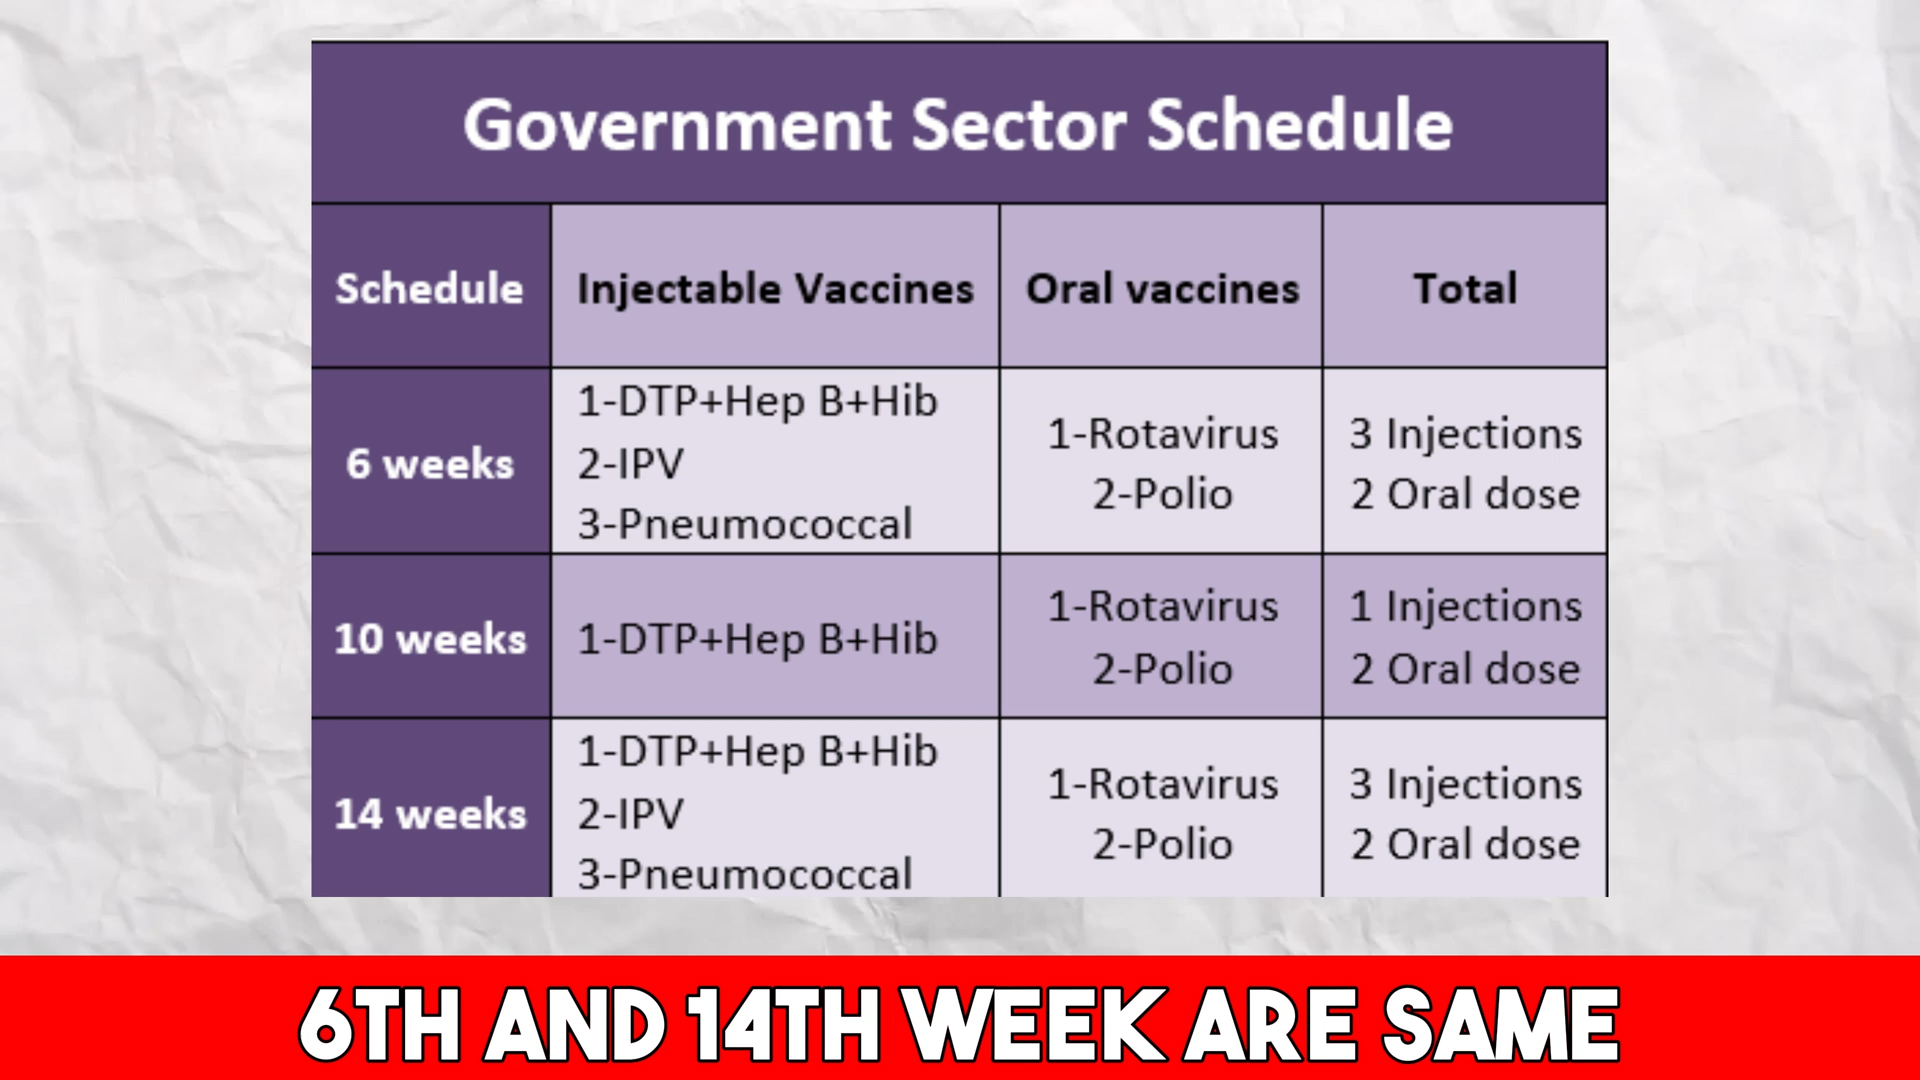 Government Sector Schedule
Schedule
Injectable Vaccines
Oral vaccines
Total
6 weeks
1-DTP+Hep B+Hib
2-IPV
3-Pneumococcal
1-Rotavirus
2-Polio
3 Injections
2 Oral dose
10 weeks
1-DTP+Hep B+Hib
1-Rotavirus
2-Polio
1 Injections
2 Oral dose
14 weeks
1-DTP+Hep B+Hib
2-IPV
3-Pneumococcal
1-Rotavirus
2-Polio
3 Injections
2 Oral dose
6TH AND 14TH WEEK ARE SAME